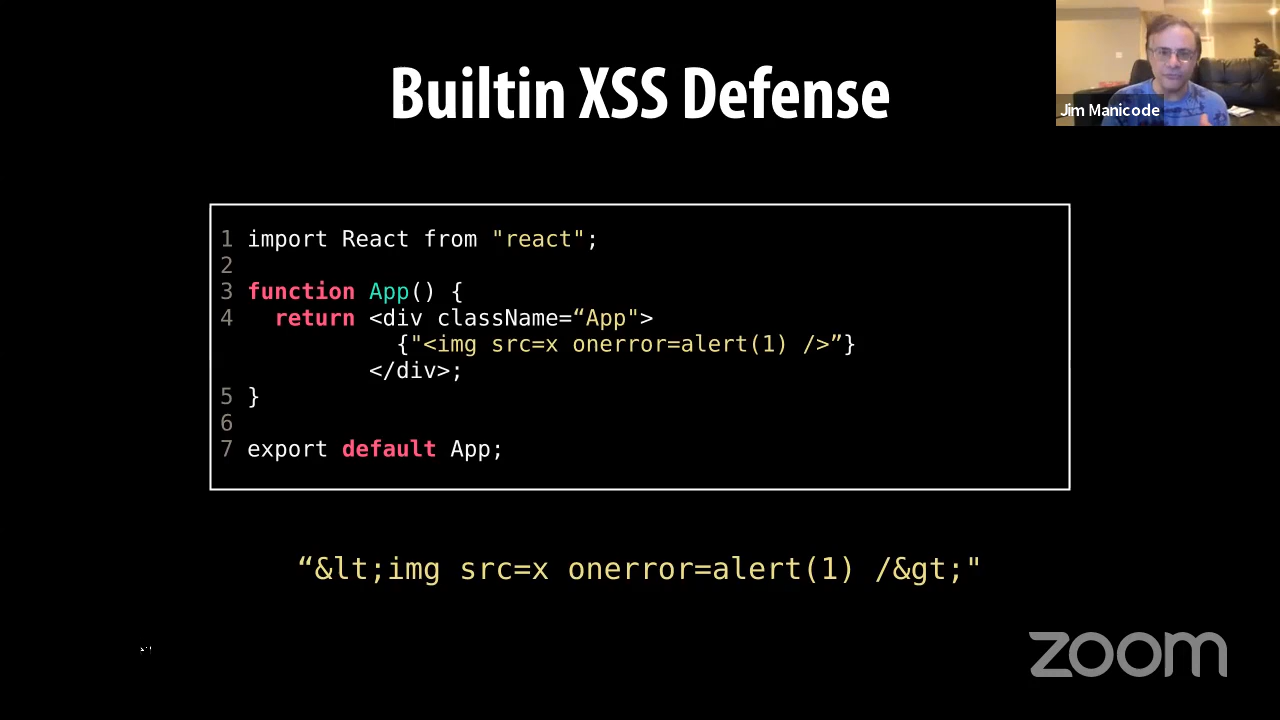 Builtin XSS Defense
Jim Manicode
1 import React from "react";
2
3 function App() {
4   return <div className=“App">
             {"<img src=x onerror=alert(1) />”}
           </div>;
5 }
6
7 export default App;
“&lt;img src=x onerror=alert(1) /&gt;"
zoom